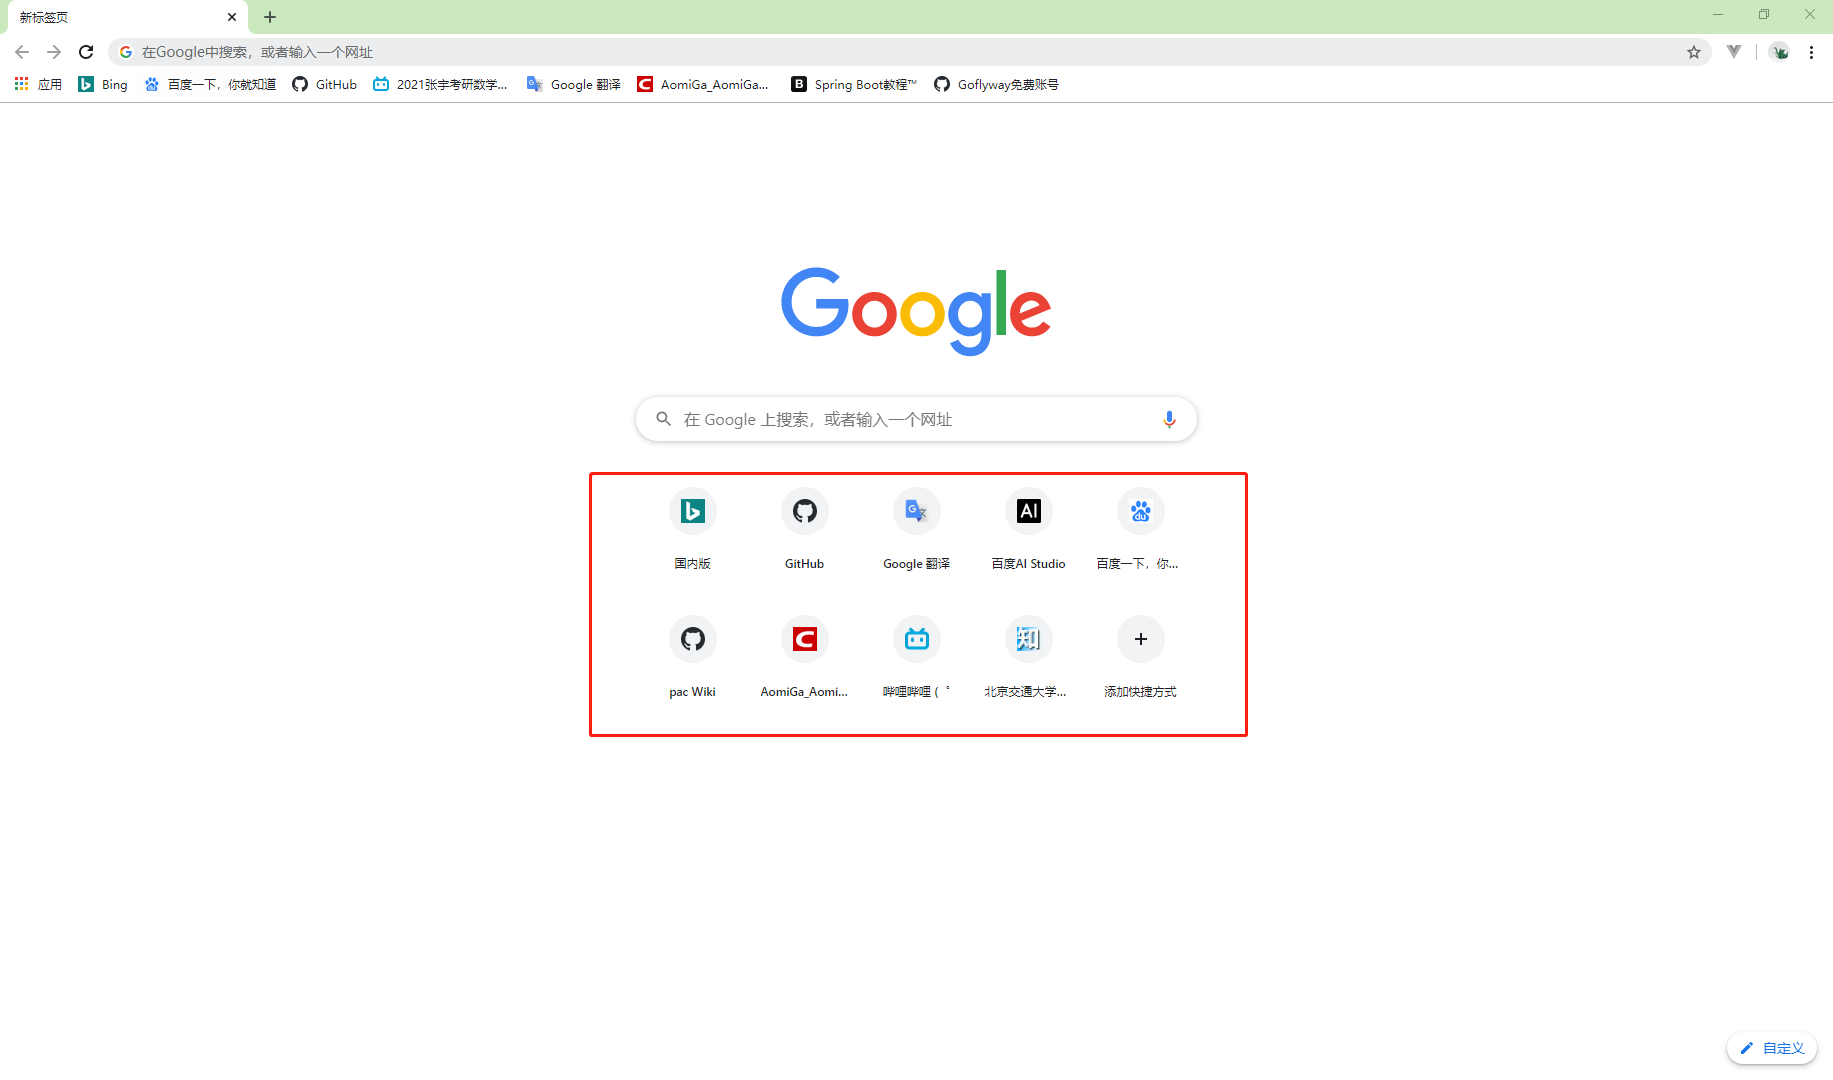 新标签页
在Google中搜索，或者输入一个网址
应用 Bing 百度一下，你就知道 GitHub 2021张宇考研数学... Google 翻译 AomiGa_AomiGa... Spring Boot教程™ Goflyway免费账号
Google
在 Google 上搜索，或者输入一个网址
国内版 GitHub Google 翻译 百度AI Studio 百度一下，你...
pac Wiki AomiGa_Aomi... 哔哩哔哩 ( ゜ 北京交通大学... 添加快捷方式
自定义